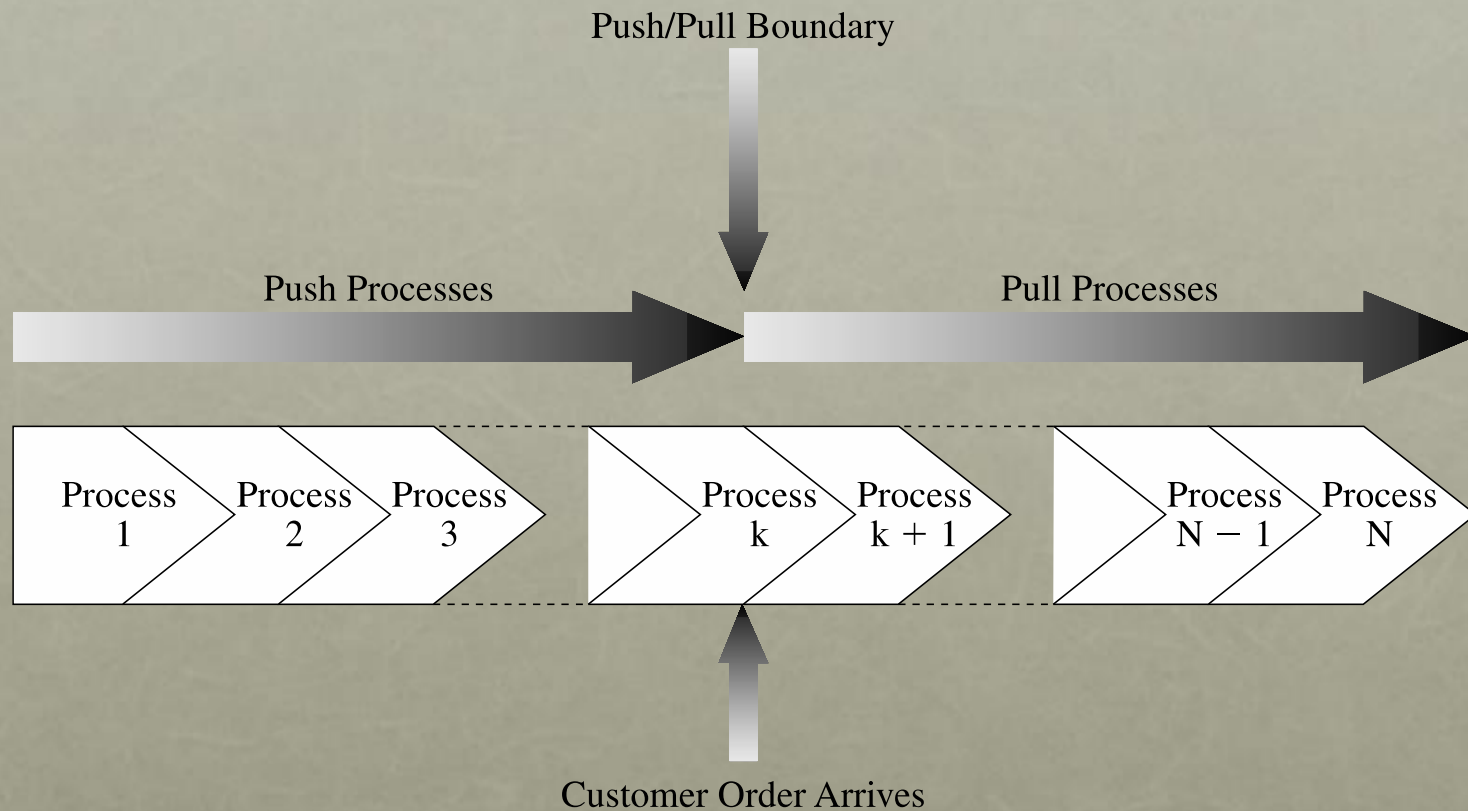 Push/Pull Boundary
Push Processes
Pull Processes
Process
1
Process
2
Process
3
Process
k
Process
k + 1
Process
N − 1
Process
N
Customer Order Arrives